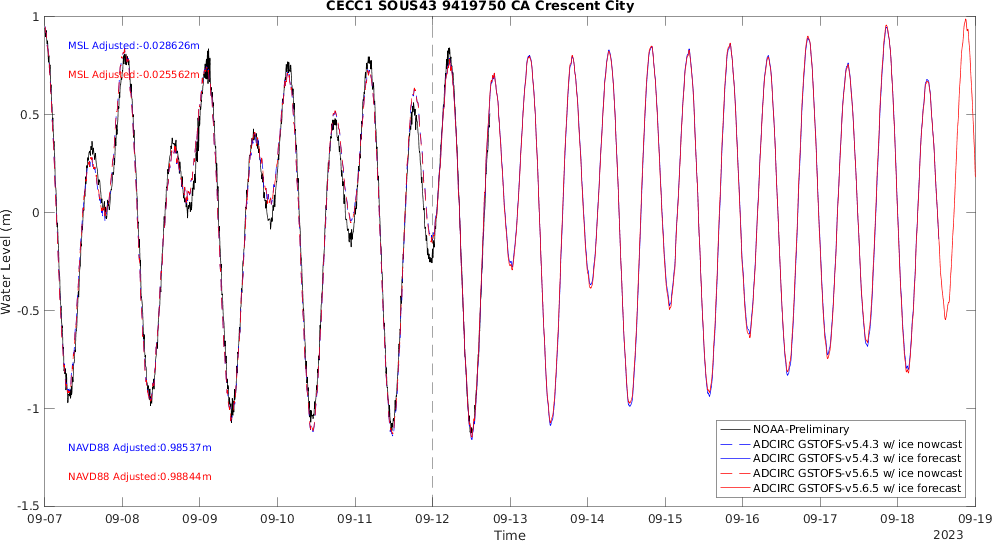 CECC1 SOUS43 9419750 CA Crescent City
MSL Adjusted:-0.028626m
MSL Adjusted:-0.025562m
NAVD88 Adjusted:0.98537m
NAVD88 Adjusted:0.98844m
Water Level (m)
1
0.5
0
-0.5
-1
-1.5
NOAA-Preliminary
ADCIRC GSTOFS-v5.4.3 w/ ice nowcast
ADCIRC GSTOFS-v5.4.3 w/ ice forecast
ADCIRC GSTOFS-v5.6.5 w/ ice nowcast
ADCIRC GSTOFS-v5.6.5 w/ ice forecast
09-07 09-08 09-09 09-10 09-11 09-12 09-13 09-14 09-15 09-16 09-17 09-18 09-19
Time
2023